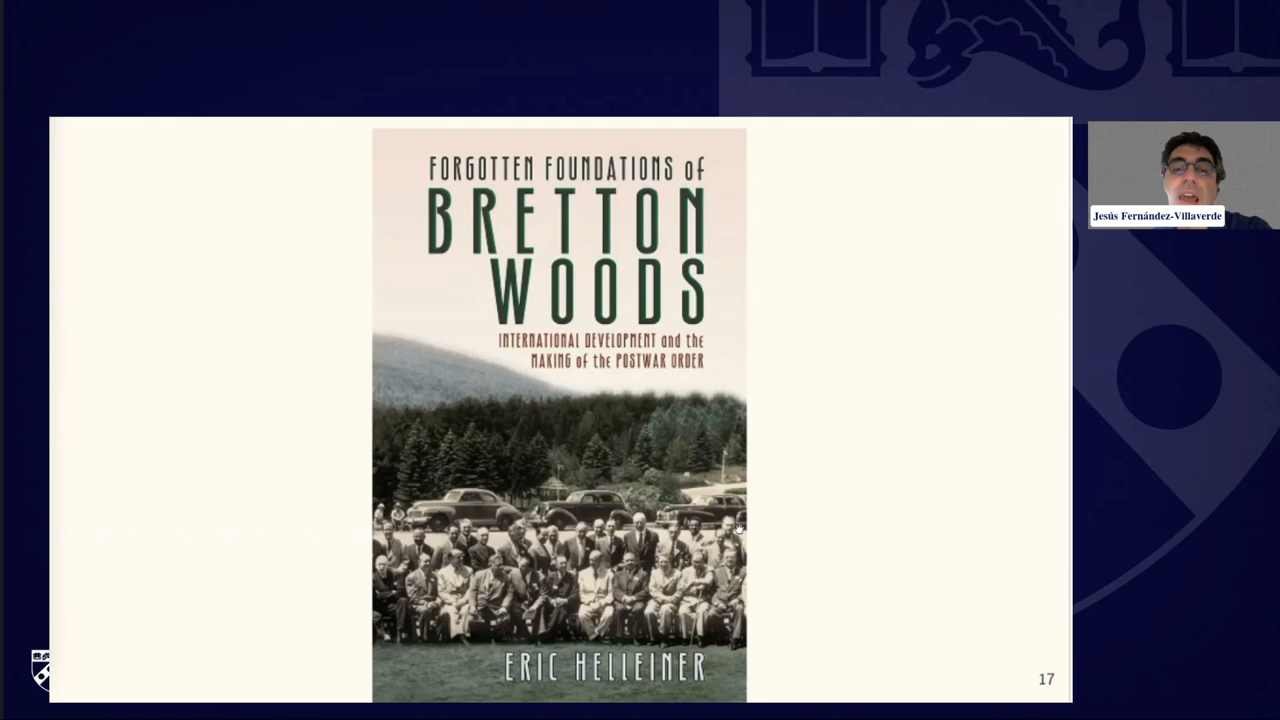 FORGOTTEN FOUNDATIONS of
BRETTON
WOODS
INTERNATIONAL DEVELOPMENT and the
MAKING of the POSTWAR ORDER
ERIC HELLEINER
17
Jesús Fernández-Villaverde